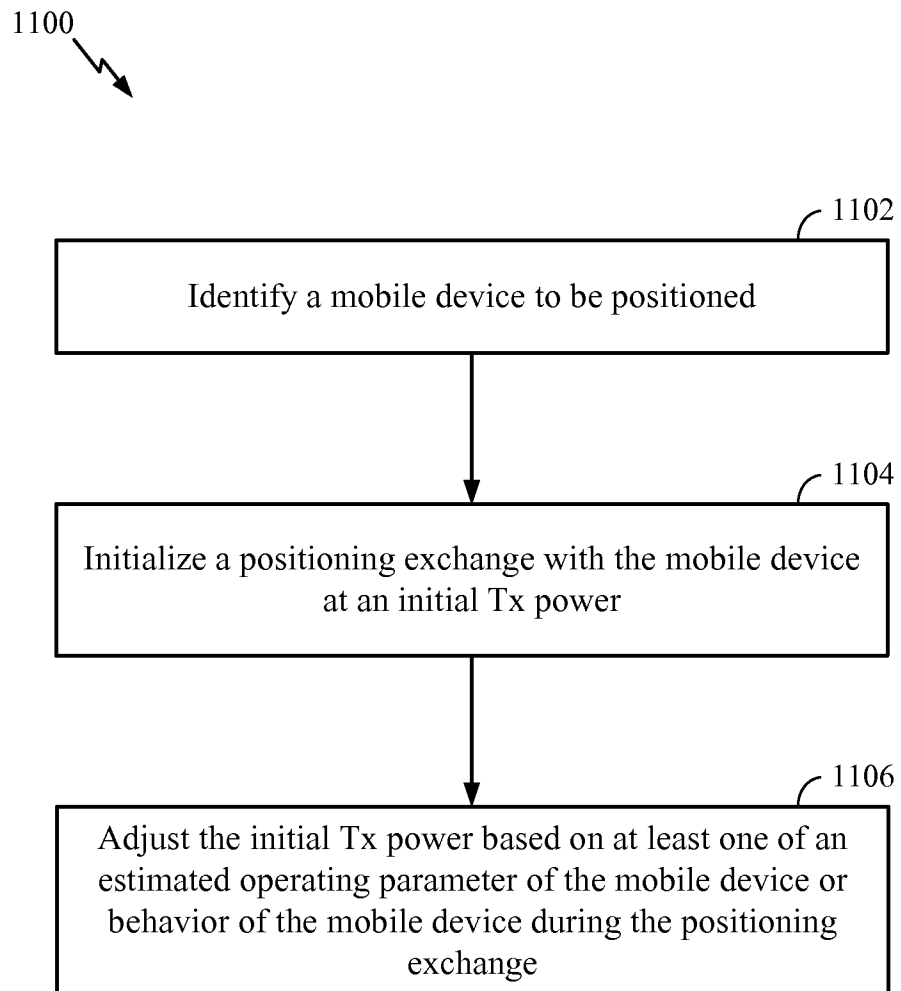 1100
1102
Identify a mobile device to be positioned
1104
Initialize a positioning exchange with the mobile device
at an initial Tx power
1106
Adjust the initial Tx power based on at least one of an
estimated operating parameter of the mobile device or
behavior of the mobile device during the positioning
exchange